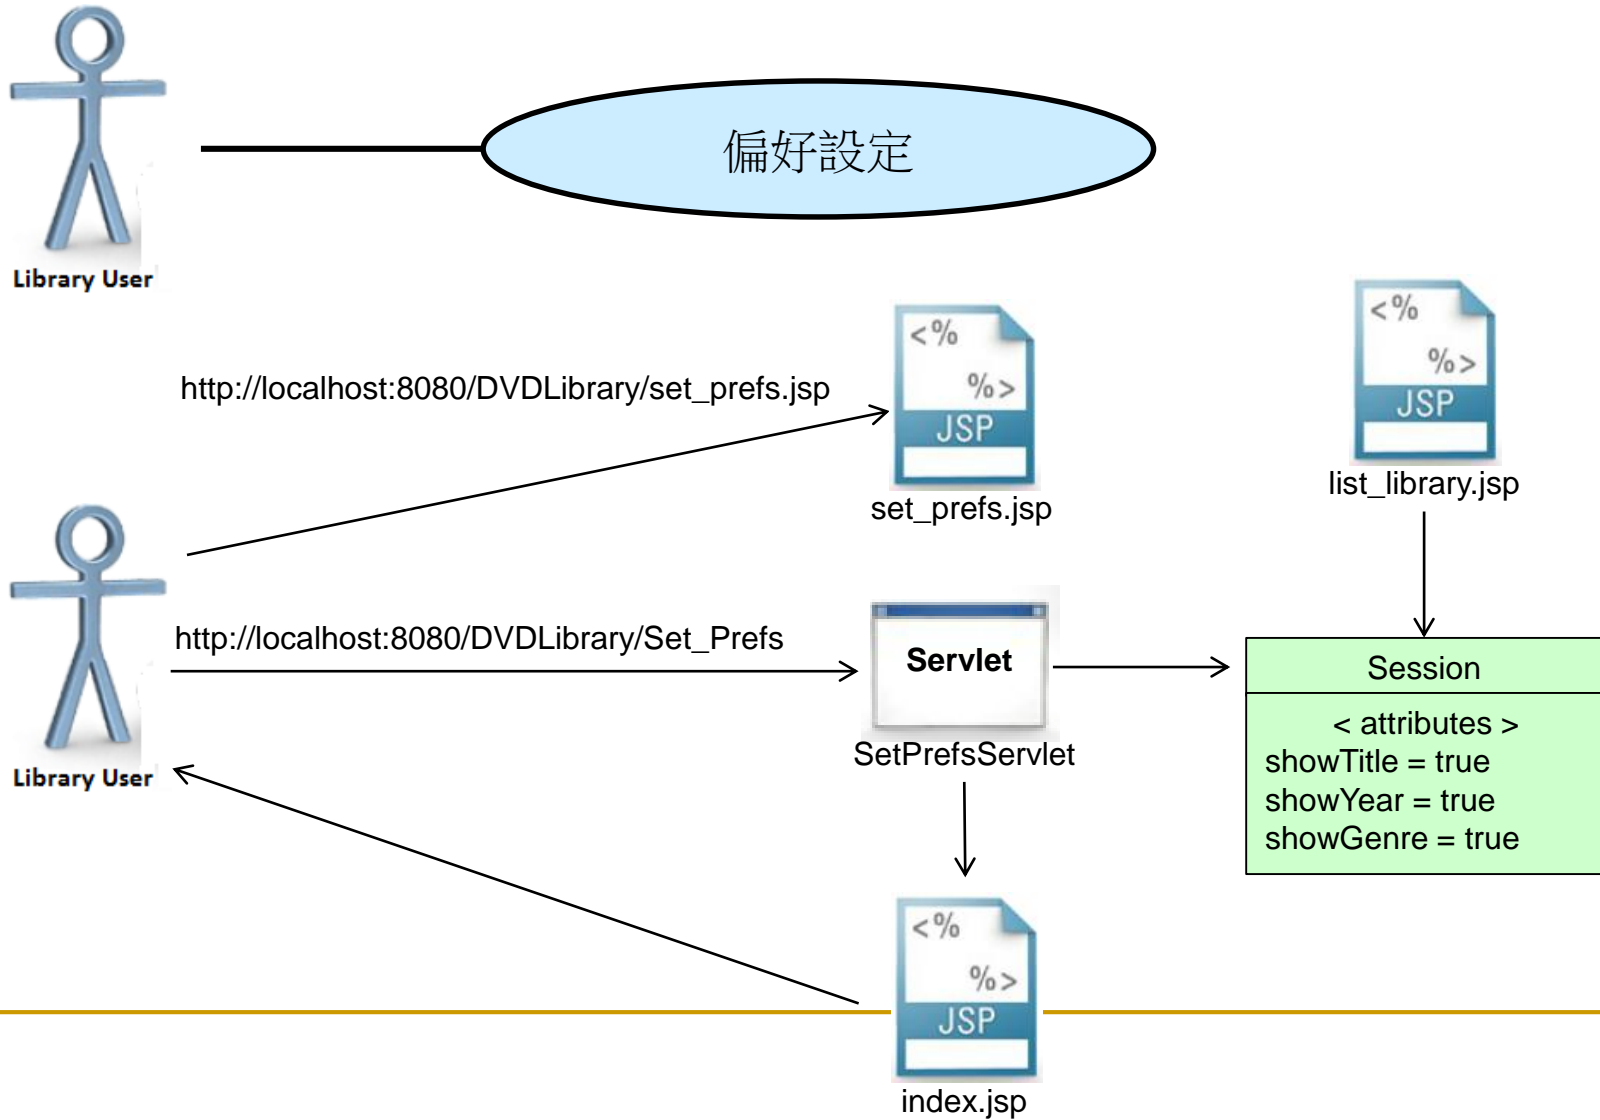 偏好設定
Library User
<%
%>
JSP
set_prefs.jsp
<%
%>
JSP
list_library.jsp
http://localhost:8080/DVDLibrary/set_prefs.jsp
http://localhost:8080/DVDLibrary/Set_Prefs
Library User
Servlet
SetPrefsServlet
Session
< attributes >
showTitle = true
showYear = true
showGenre = true
<%
%>
JSP
index.jsp